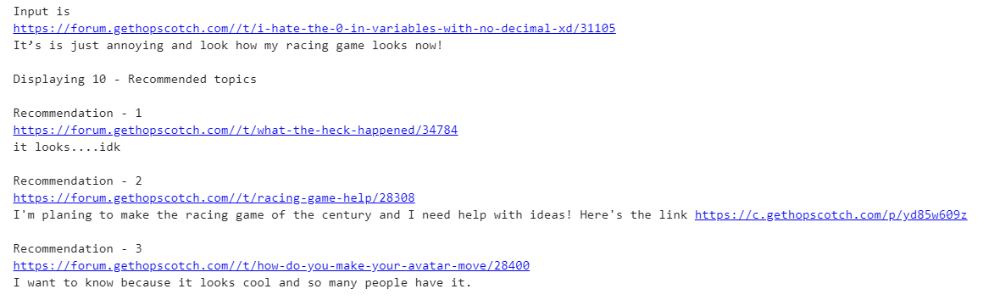 Input is
https://forum.gethopscotch.com//t/i-hate-the-0-in-variables-with-no-decimal-xd/31105
It’s is just annoying and look how my racing game looks now!
Displaying 10 - Recommended topics
Recommendation - 1
https://forum.gethopscotch.com//t/what-the-heck-happened/34784
it looks....idk
Recommendation - 2
https://forum.gethopscotch.com//t/racing-game-help/28308
I'm planing to make the racing game of the century and I need help with ideas! Here's the link https://c.gethopscotch.com/p/yd85w609z
Recommendation - 3
https://forum.gethopscotch.com//t/how-do-you-make-your-avatar-move/28400
I want to know because it looks cool and so many people have it.